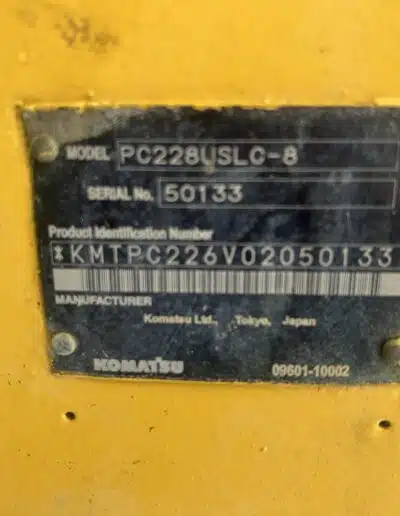 MODEL PC228USLC-8
SERIAL No. 50133
Product Identification Number
*KMTPC226V02050133
MANUFACTURER
Komatsu Ltd., Tokyo, Japan
KOMATSU 09601-10002